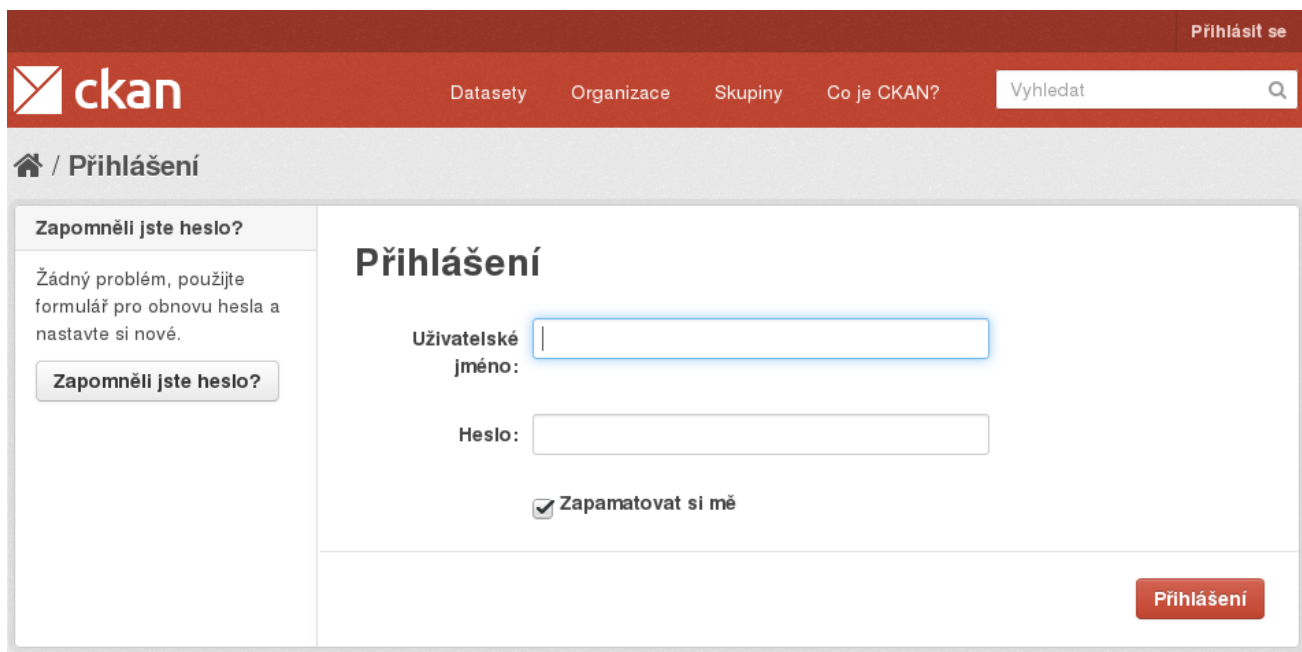 Přihlásit se
ckan
Datasety Organizace Skupiny Co je CKAN? Vyhledat
/ Přihlášení
Zapomněli jste heslo?
Žádný problém, použijte
formulář pro obnovu hesla a
nastavte si nové.
Zapomněli jste heslo?
Přihlášení
Uživatelské
jméno:
Heslo:
Zapamatovat si mě
Přihlášení